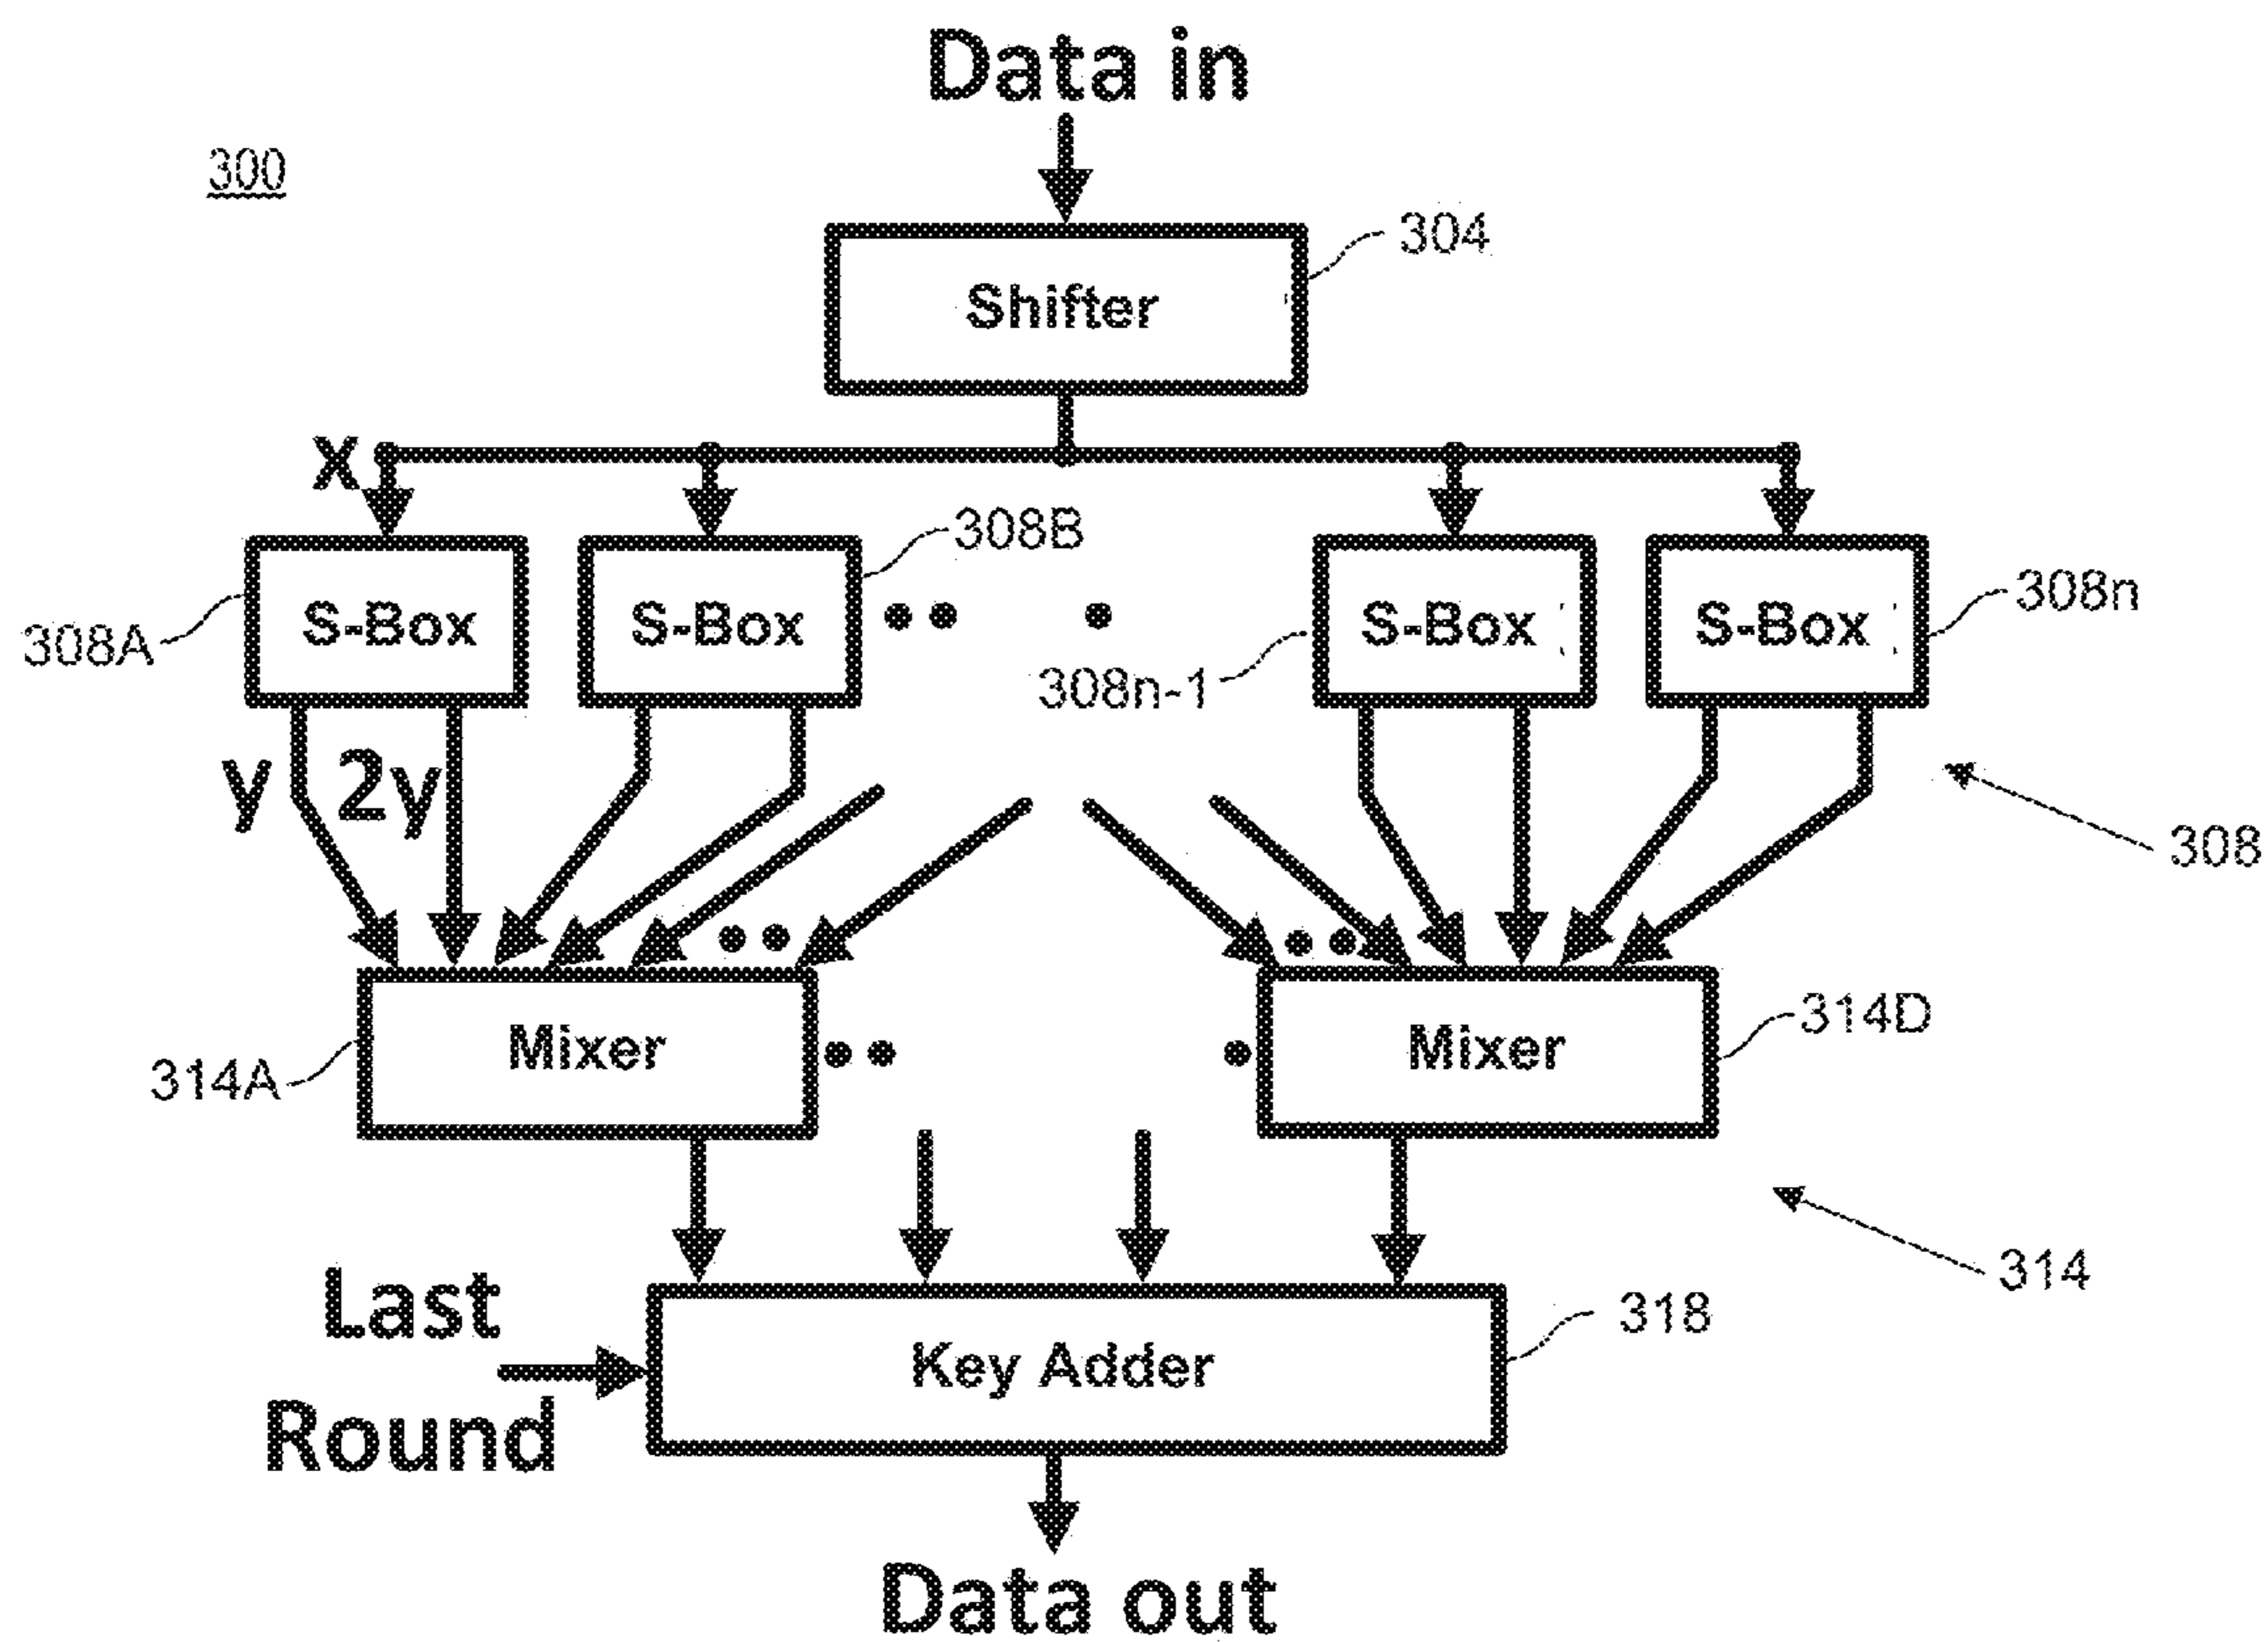 Data in
300
304
Shifter
x
308B
308n
S-Box
S-Box
S-Box
S-Box
308A
308n-1
y
2y
308
314D
Mixer
Mixer
314A
314
Last
Round
318
Key Adder
Data out